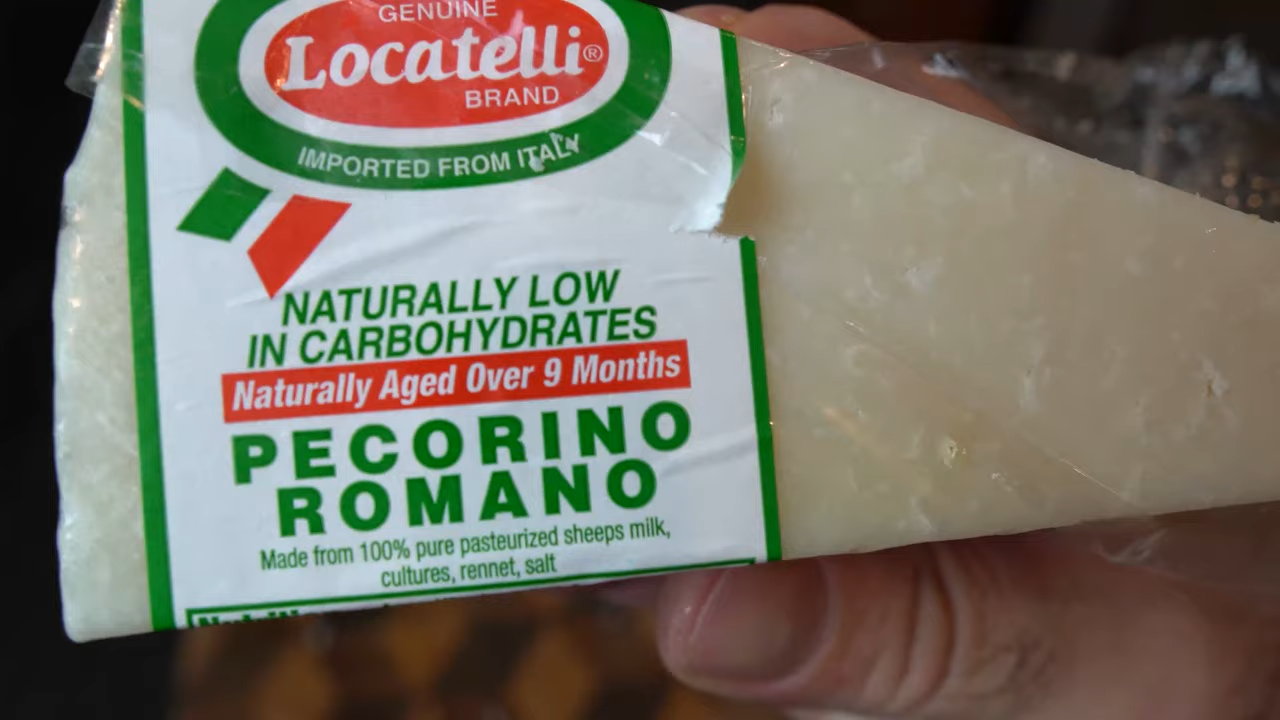 GENUINE
Locatelli®
BRAND
IMPORTED FROM ITALY
NATURALLY LOW
IN CARBOHYDRATES
Naturally Aged Over 9 Months
PECORINO
ROMANO
Made from 100% pure pasteurized sheeps milk,
cultures, rennet, salt